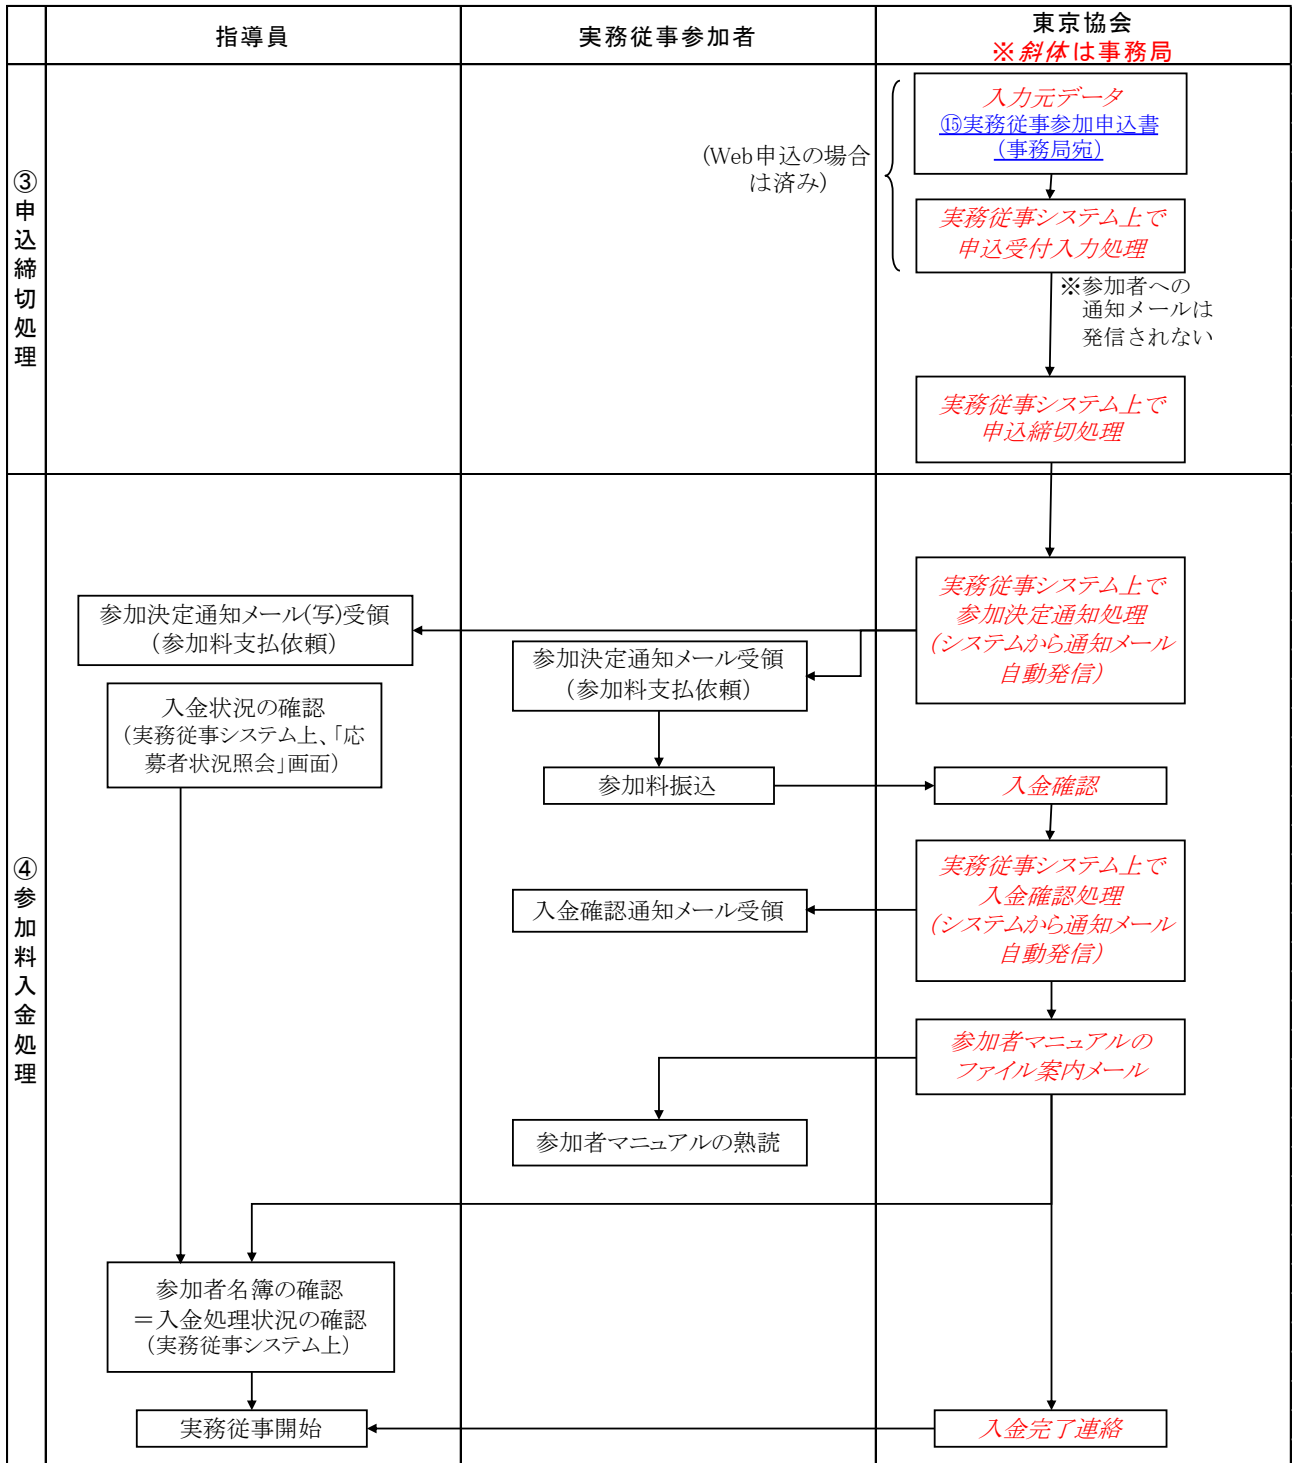 指導員
実務従事参加者
東京協会
※斜体は事務局
③申込締切処理
入力元データ
⑮実務従事参加申込書
(事務局宛)
(Web申込の場合
は済み)
実務従事システム上で
申込受付入力処理
※参加者への
通知メールは
発信されない
実務従事システム上で
申込締切処理
④参加料入金処理
実務従事システム上で
参加決定通知処理
(システムから通知メール
自動発信)
参加決定通知メール(写)受領
(参加料支払依頼)
参加決定通知メール受領
(参加料支払依頼)
入金状況の確認
(実務従事システム上、「応
募者状況照会」画面)
参加料振込
入金確認
実務従事システム上で
入金確認処理
(システムから通知メール
自動発信)
入金確認通知メール受領
参加者マニュアルの
ファイル案内メール
参加者マニュアルの熟読
参加者名簿の確認
＝入金処理状況の確認
(実務従事システム上)
実務従事開始
入金完了連絡